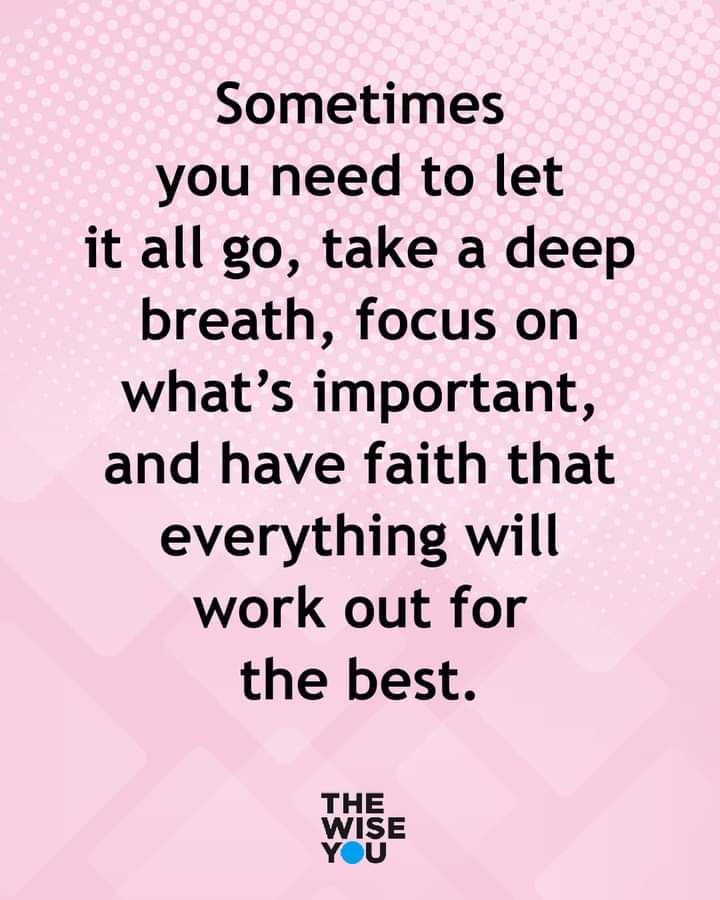 Sometimes
you need to let
it all go, take a deep
breath, focus on
what’s important,
and have faith that
everything will
work out for
the best.
THE
WISE
YOU